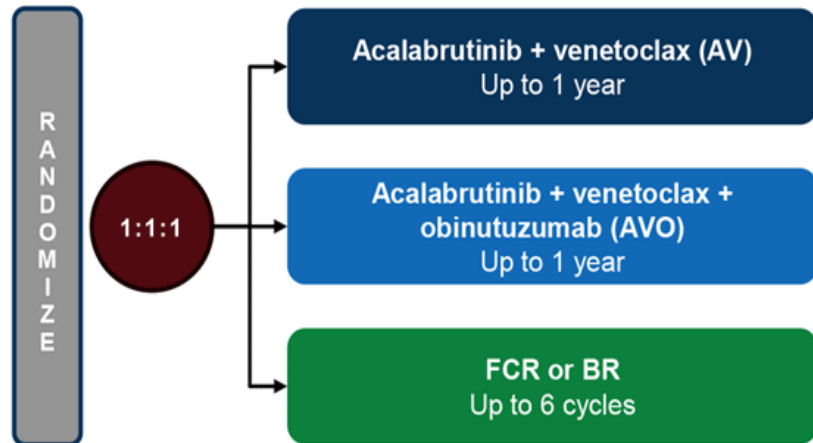 RANDOMIZE
1:1:1
Acalabrutinib + venetoclax (AV)
Up to 1 year
Acalabrutinib + venetoclax +
obinutuzumab (AVO)
Up to 1 year
FCR or BR
Up to 6 cycles